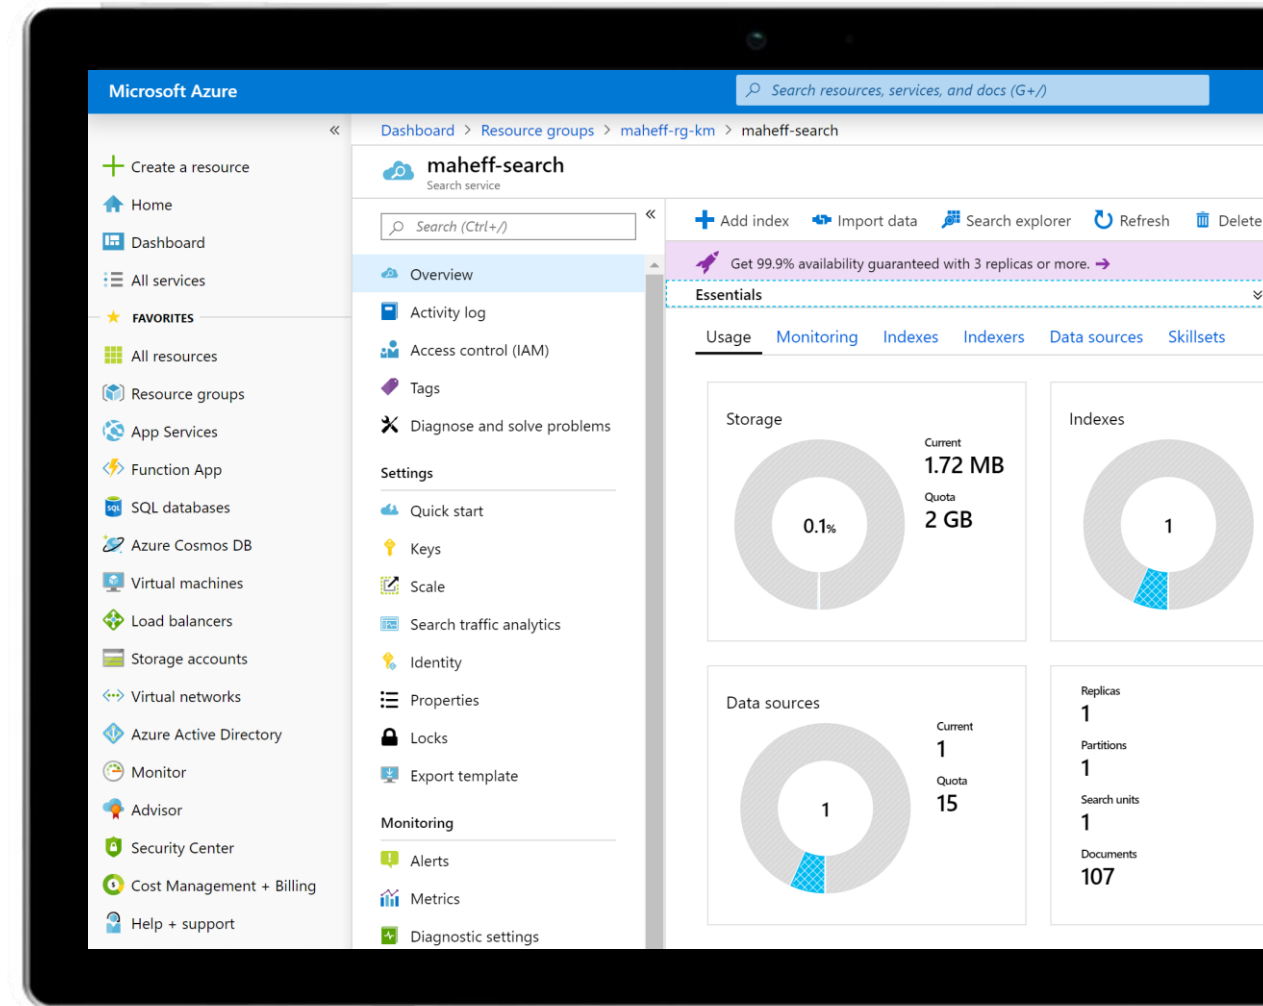 Microsoft Azure
Search resources, services, and docs (G+/)
«
Create a resource
Home
Dashboard
All services
FAVORITES
All resources
Resource groups
App Services
Function App
SQL databases
Azure Cosmos DB
Virtual machines
Load balancers
Storage accounts
Virtual networks
Azure Active Directory
Monitor
Advisor
Security Center
Cost Management + Billing
Help + support
Dashboard > Resource groups > maheff-rg-km > maheff-search
maheff-search
Search service
Search (Ctrl+/)
«
Overview
Activity log
Access control (IAM)
Tags
Diagnose and solve problems
Settings
Quick start
Keys
Scale
Search traffic analytics
Identity
Properties
Locks
Export template
Monitoring
Alerts
Metrics
Diagnostic settings
Add index Import data Search explorer Refresh Delete
Get 99.9% availability guaranteed with 3 replicas or more. →
Essentials
Usage Monitoring Indexes Indexers Data sources Skillsets
Storage
0.1%
Current
1.72 MB
Quota
2 GB
Indexes
1
Data sources
1
Current
1
Quota
15
Replicas
1
Partitions
1
Search units
1
Documents
107